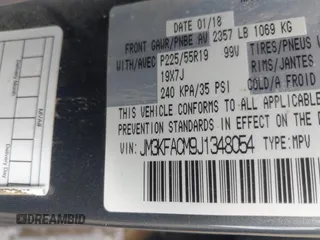 DATE 01/18
FRONT GAWR/PNBE AV 2357 LB 1069 KG
WITH/AVEC P225/55R19 99V TIRES/PNEUS
19X7J RIMS/JANTES
240 KPA/35 PSI COLD/A FROID
THIS VEHICLE CONFORMS TO ALL APPLICABLE
PREVENTION STANDARDS IN EFFECT ON THE D
VIN: JM3KFACM9J1348054 TYPE: MPV
DREAMBID